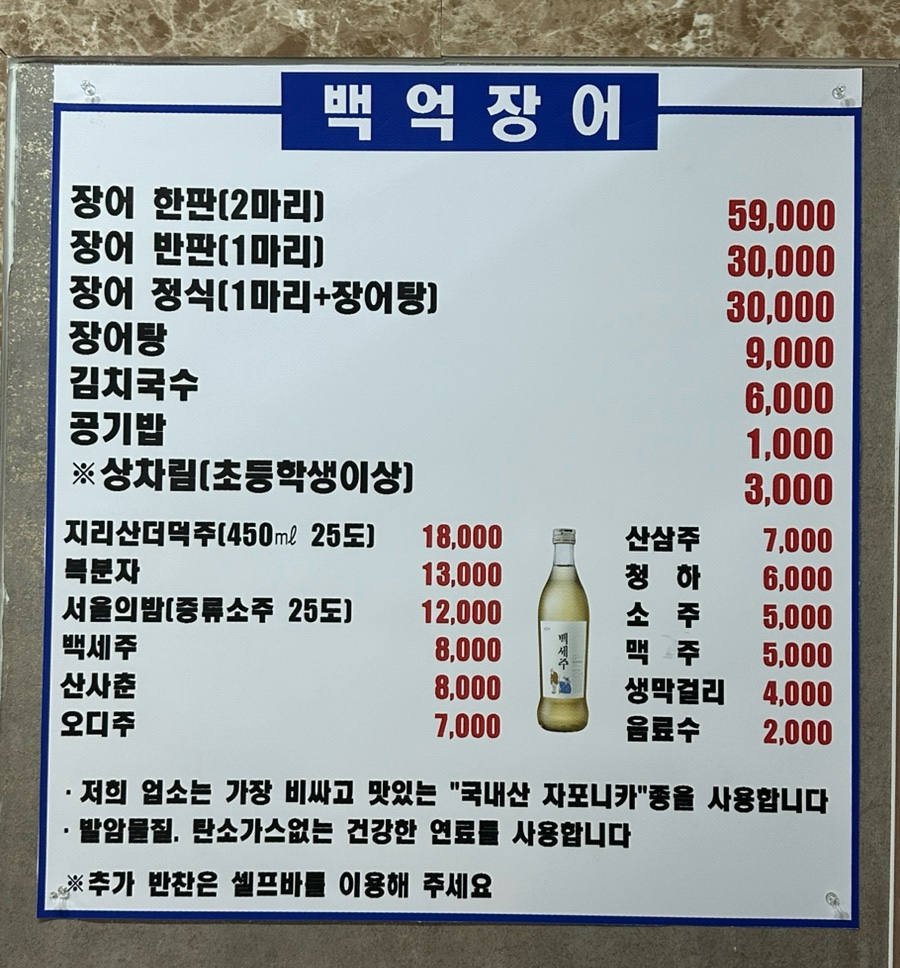 백억장어
장어 한판(2마리) 59,000
장어 반판(1마리) 30,000
장어 정식(1마리+장어탕) 30,000
장어탕 9,000
김치국수 6,000
공기밥 1,000
※상차림(초등학생이상) 3,000
지리산더덕주(450㎖ 25도) 18,000
복분자 13,000
서울의밤(증류소주 25도) 12,000
백세주 8,000
산사춘 8,000
오디주 7,000
백세주
산삼주 7,000
청 하 6,000
소 주 5,000
맥 주 5,000
생막걸리 4,000
음료수 2,000
· 저희 업소는 가장 비싸고 맛있는 "국내산 자포니카"종을 사용합니다
· 발암물질. 탄소가스없는 건강한 연료를 사용합니다
※추가 반찬은 셀프바를 이용해 주세요